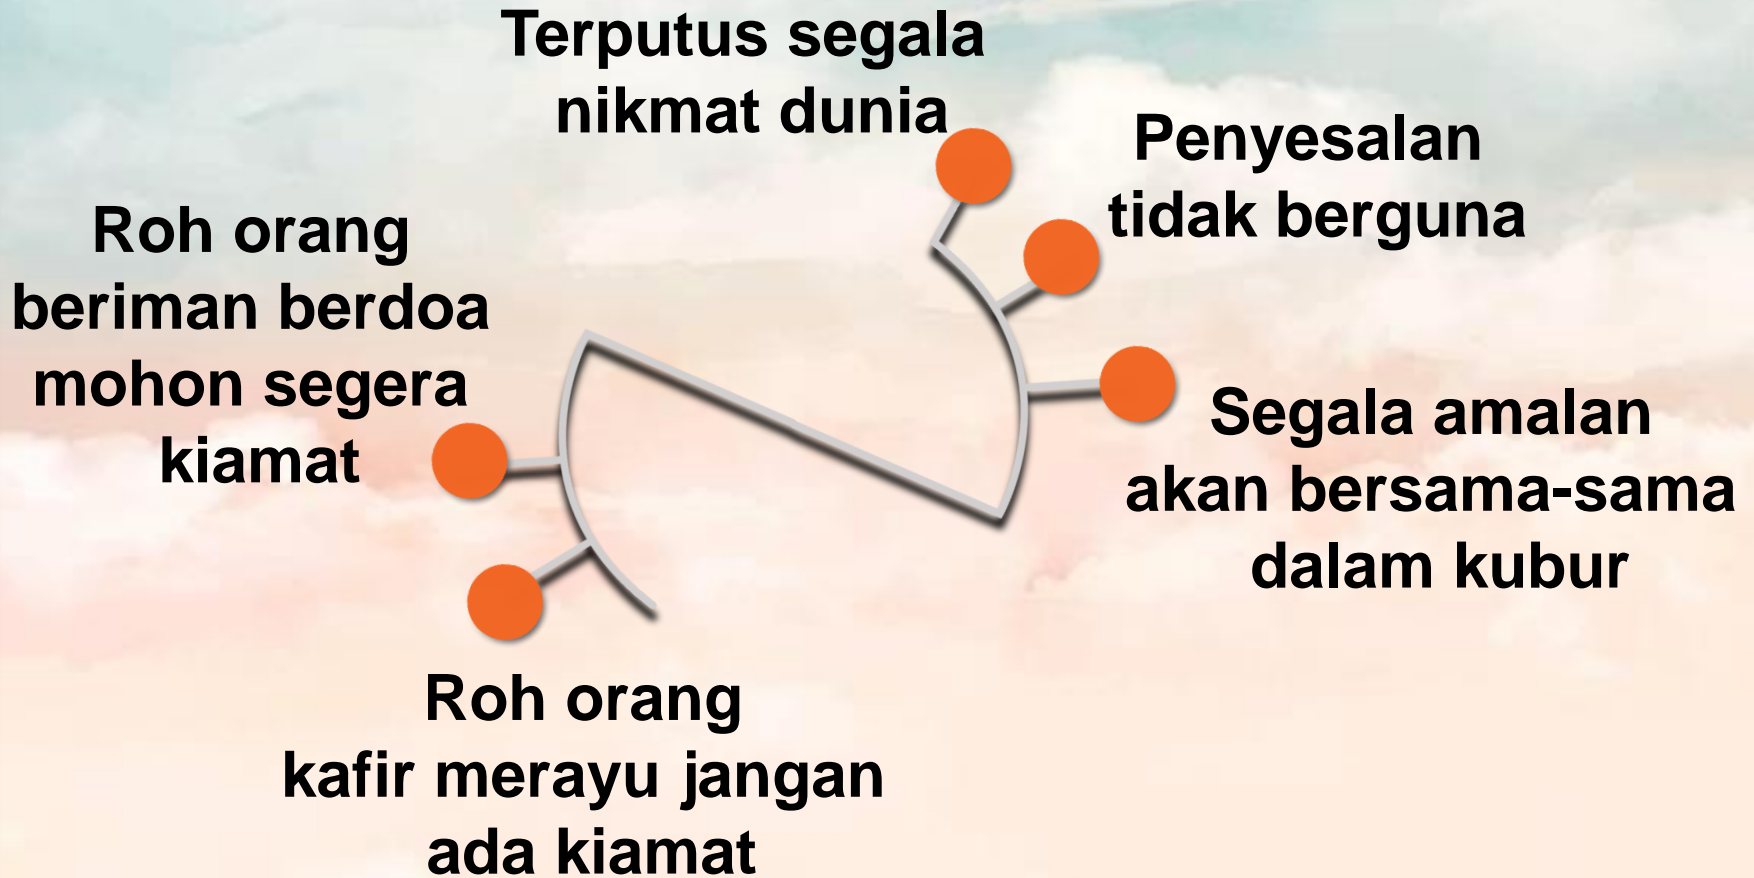 Terputus segala
nikmat dunia
Penyesalan
tidak berguna
Segala amalan
akan bersama-sama
dalam kubur
Roh orang
kafir merayu jangan
ada kiamat
Roh orang
beriman berdoa
mohon segera
kiamat